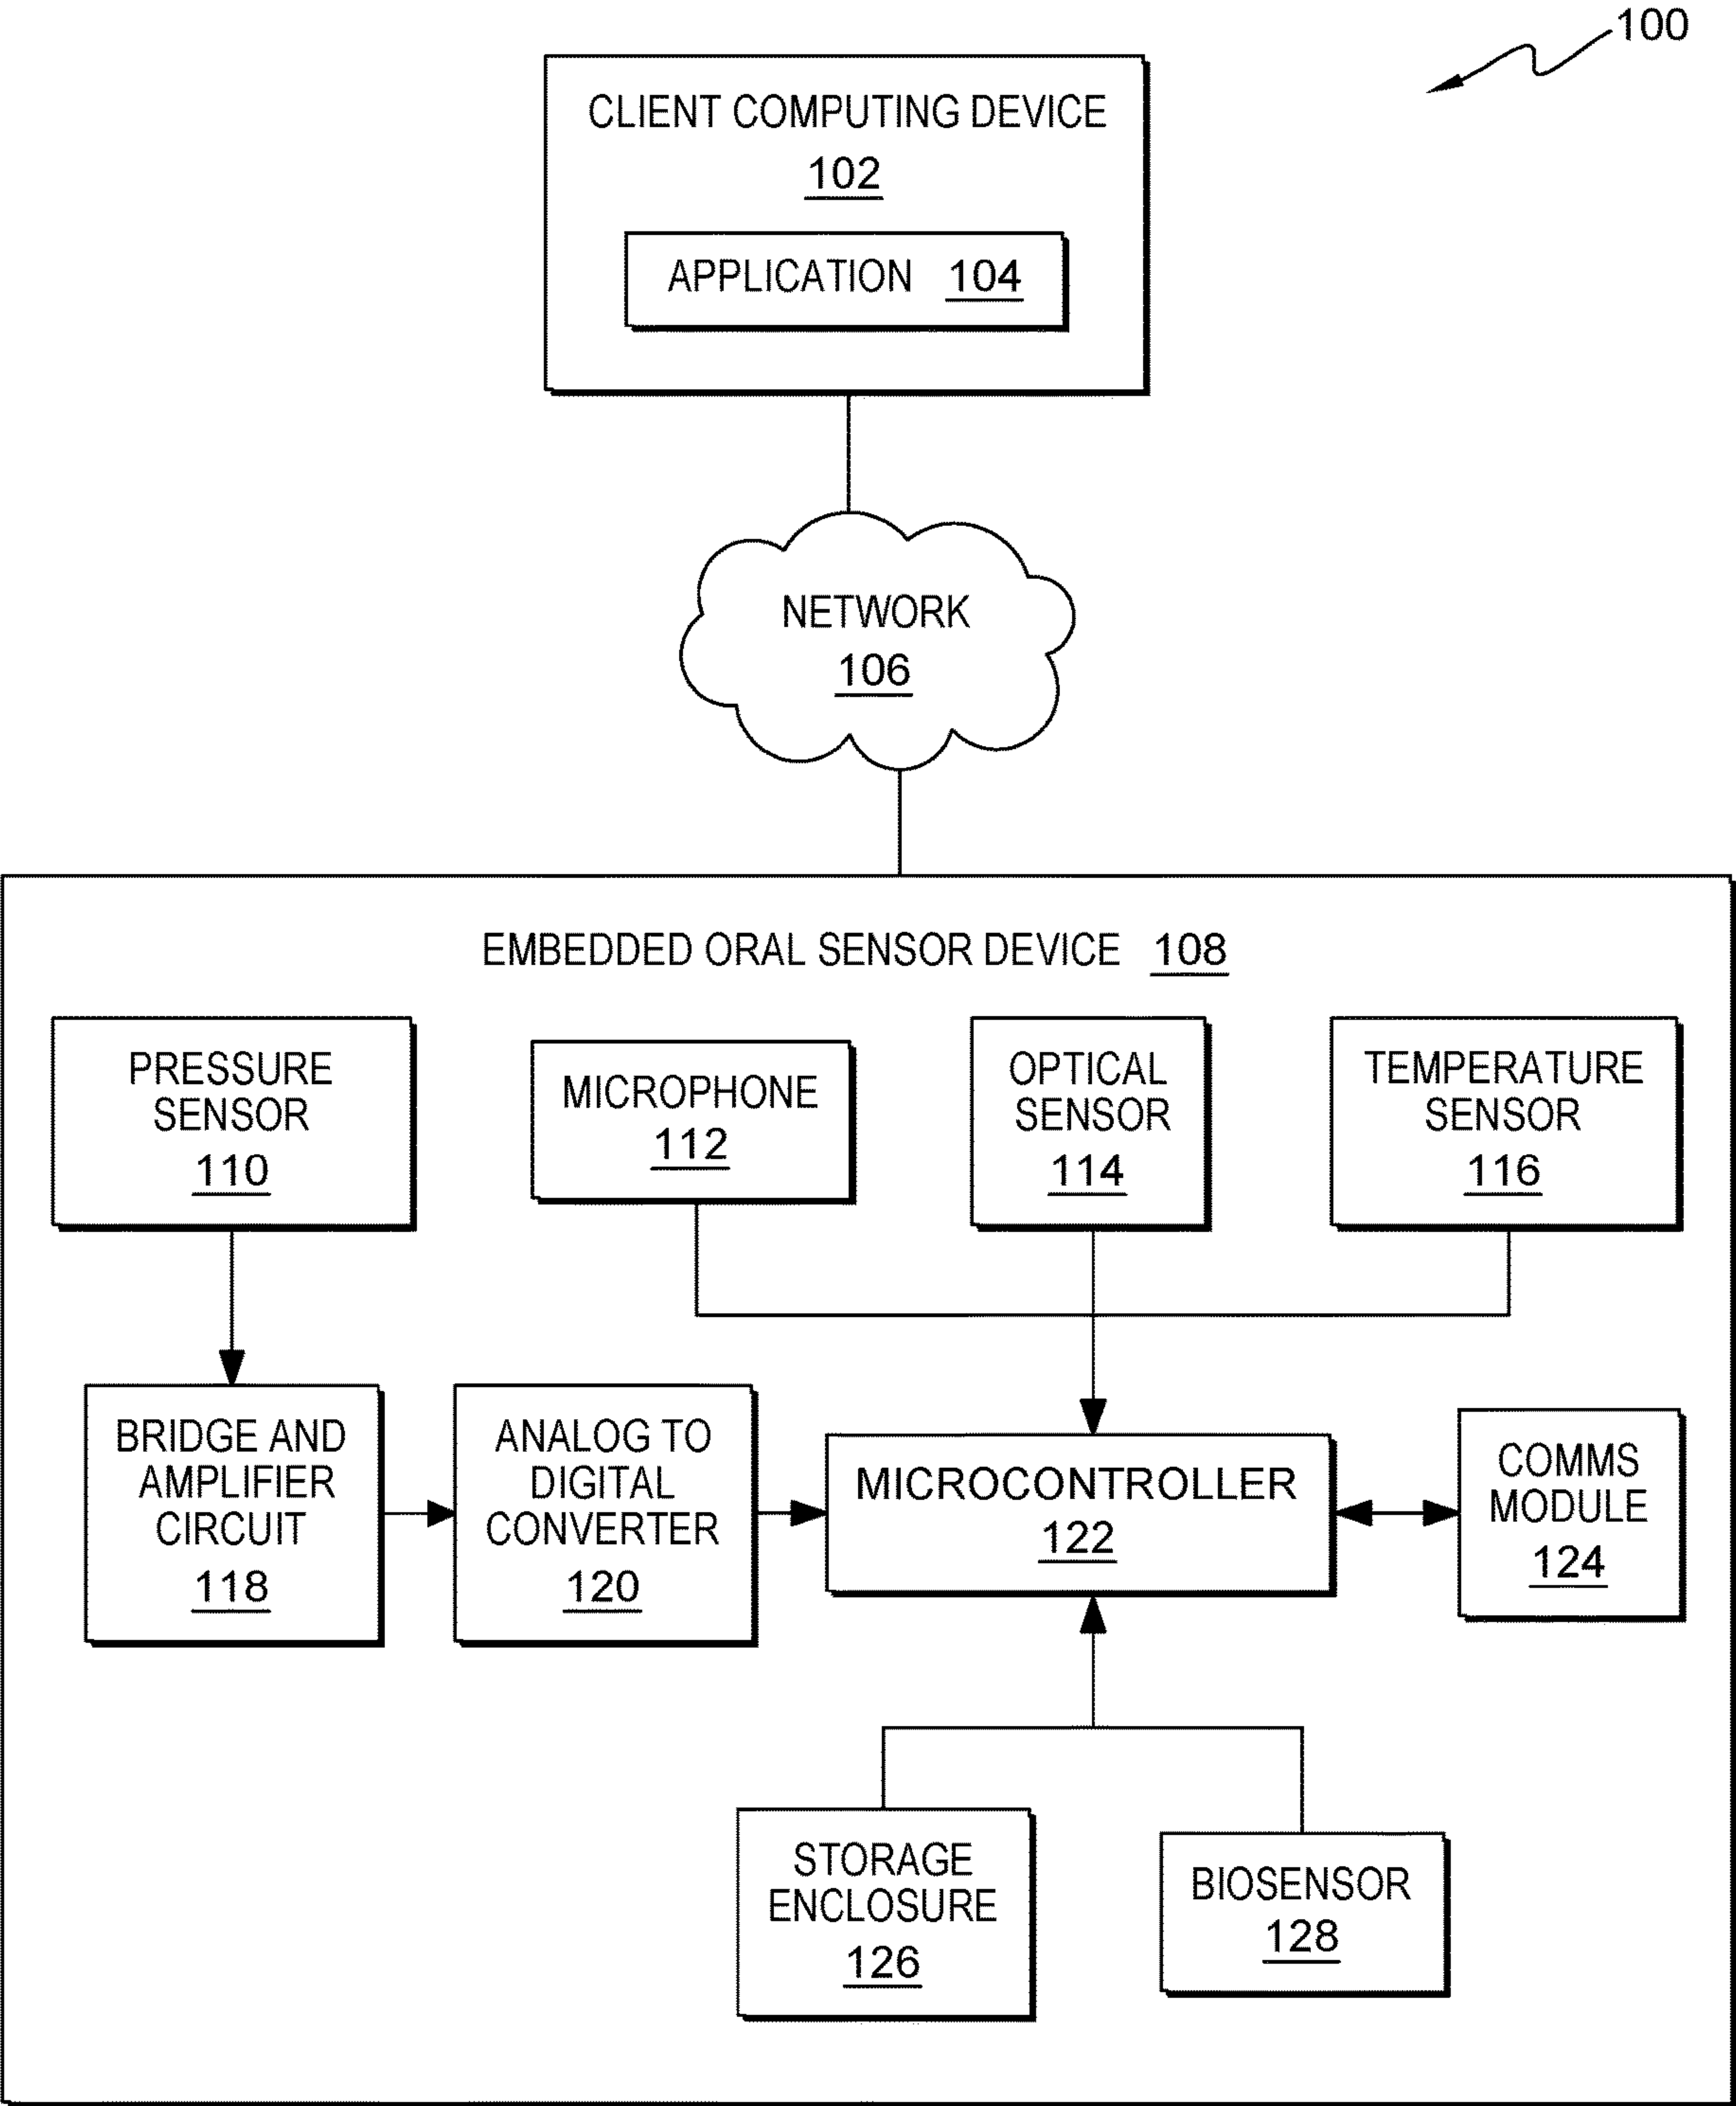 100
CLIENT COMPUTING DEVICE
102
APPLICATION 104
NETWORK
106
EMBEDDED ORAL SENSOR DEVICE 108
PRESSURE
SENSOR
110
MICROPHONE
112
OPTICAL
SENSOR
114
TEMPERATURE
SENSOR
116
BRIDGE AND
AMPLIFIER
CIRCUIT
118
ANALOG TO
DIGITAL
CONVERTER
120
MICROCONTROLLER
122
COMMS
MODULE
124
STORAGE
ENCLOSURE
126
BIOSENSOR
128